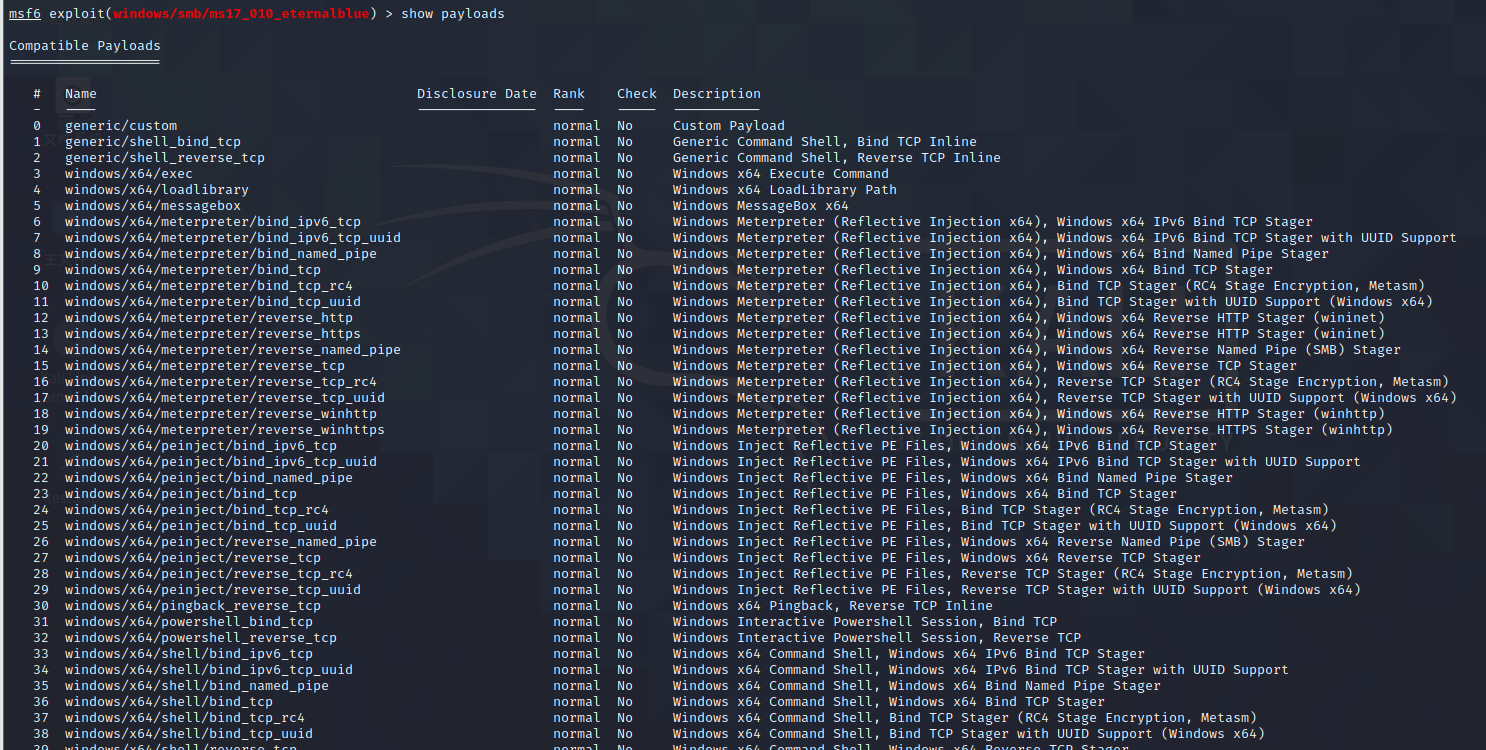 msf6 exploit(windows/smb/ms17_010_eternalblue) > show payloads
Compatible Payloads
===================
# Name Disclosure Date Rank Check Description
- ---- --------------- ---- ----- -----------
0 generic/custom normal No Custom Payload
1 generic/shell_bind_tcp normal No Generic Command Shell, Bind TCP Inline
2 generic/shell_reverse_tcp normal No Generic Command Shell, Reverse TCP Inline
3 windows/x64/exec normal No Windows x64 Execute Command
4 windows/x64/loadlibrary normal No Windows x64 LoadLibrary Path
5 windows/x64/messagebox normal No Windows MessageBox x64
6 windows/x64/meterpreter/bind_ipv6_tcp normal No Windows Meterpreter (Reflective Injection x64), Windows x64 IPv6 Bind TCP Stager
7 windows/x64/meterpreter/bind_ipv6_tcp_uuid normal No Windows Meterpreter (Reflective Injection x64), Windows x64 IPv6 Bind TCP Stager with UUID Support
8 windows/x64/meterpreter/bind_named_pipe normal No Windows Meterpreter (Reflective Injection x64), Windows x64 Bind Named Pipe Stager
9 windows/x64/meterpreter/bind_tcp normal No Windows Meterpreter (Reflective Injection x64), Windows x64 Bind TCP Stager
10 windows/x64/meterpreter/bind_tcp_rc4 normal No Windows Meterpreter (Reflective Injection x64), Bind TCP Stager (RC4 Stage Encryption, Metasm)
11 windows/x64/meterpreter/bind_tcp_uuid normal No Windows Meterpreter (Reflective Injection x64), Bind TCP Stager with UUID Support (Windows x64)
12 windows/x64/meterpreter/reverse_http normal No Windows Meterpreter (Reflective Injection x64), Windows x64 Reverse HTTP Stager (wininet)
13 windows/x64/meterpreter/reverse_https normal No Windows Meterpreter (Reflective Injection x64), Windows x64 Reverse HTTP Stager (wininet)
14 windows/x64/meterpreter/reverse_named_pipe normal No Windows Meterpreter (Reflective Injection x64), Windows x64 Reverse Named Pipe (SMB) Stager
15 windows/x64/meterpreter/reverse_tcp normal No Windows Meterpreter (Reflective Injection x64), Windows x64 Reverse TCP Stager
16 windows/x64/meterpreter/reverse_tcp_rc4 normal No Windows Meterpreter (Reflective Injection x64), Reverse TCP Stager (RC4 Stage Encryption, Metasm)
17 windows/x64/meterpreter/reverse_tcp_uuid normal No Windows Meterpreter (Reflective Injection x64), Reverse TCP Stager with UUID Support (Windows x64)
18 windows/x64/meterpreter/reverse_winhttp normal No Windows Meterpreter (Reflective Injection x64), Windows x64 Reverse HTTP Stager (winhttp)
19 windows/x64/meterpreter/reverse_winhttps normal No Windows Meterpreter (Reflective Injection x64), Windows x64 Reverse HTTPS Stager (winhttp)
20 windows/x64/peinject/bind_ipv6_tcp normal No Windows Inject Reflective PE Files, Windows x64 IPv6 Bind TCP Stager
21 windows/x64/peinject/bind_ipv6_tcp_uuid normal No Windows Inject Reflective PE Files, Windows x64 IPv6 Bind TCP Stager with UUID Support
22 windows/x64/peinject/bind_named_pipe normal No Windows Inject Reflective PE Files, Windows x64 Bind Named Pipe Stager
23 windows/x64/peinject/bind_tcp normal No Windows Inject Reflective PE Files, Windows x64 Bind TCP Stager
24 windows/x64/peinject/bind_tcp_rc4 normal No Windows Inject Reflective PE Files, Bind TCP Stager (RC4 Stage Encryption, Metasm)
25 windows/x64/peinject/bind_tcp_uuid normal No Windows Inject Reflective PE Files, Bind TCP Stager with UUID Support (Windows x64)
26 windows/x64/peinject/reverse_named_pipe normal No Windows Inject Reflective PE Files, Windows x64 Reverse Named Pipe (SMB) Stager
27 windows/x64/peinject/reverse_tcp normal No Windows Inject Reflective PE Files, Windows x64 Reverse TCP Stager
28 windows/x64/peinject/reverse_tcp_rc4 normal No Windows Inject Reflective PE Files, Reverse TCP Stager (RC4 Stage Encryption, Metasm)
29 windows/x64/peinject/reverse_tcp_uuid normal No Windows Inject Reflective PE Files, Reverse TCP Stager with UUID Support (Windows x64)
30 windows/x64/pingback_reverse_tcp normal No Windows x64 Pingback, Reverse TCP Inline
31 windows/x64/powershell_bind_tcp normal No Windows Interactive Powershell Session, Bind TCP
32 windows/x64/powershell_reverse_tcp normal No Windows Interactive Powershell Session, Reverse TCP
33 windows/x64/shell/bind_ipv6_tcp normal No Windows x64 Command Shell, Windows x64 IPv6 Bind TCP Stager
34 windows/x64/shell/bind_ipv6_tcp_uuid normal No Windows x64 Command Shell, Windows x64 IPv6 Bind TCP Stager with UUID Support
35 windows/x64/shell/bind_named_pipe normal No Windows x64 Command Shell, Windows x64 Bind Named Pipe Stager
36 windows/x64/shell/bind_tcp normal No Windows x64 Command Shell, Windows x64 Bind TCP Stager
37 windows/x64/shell/bind_tcp_rc4 normal No Windows x64 Command Shell, Bind TCP Stager (RC4 Stage Encryption, Metasm)
38 windows/x64/shell/bind_tcp_uuid normal No Windows x64 Command Shell, Bind TCP Stager with UUID Support (Windows x64)
39 windows/x64/shell/reverse_tcp normal No Windows x64 Command Shell, Windows x64 Reverse TCP Stager